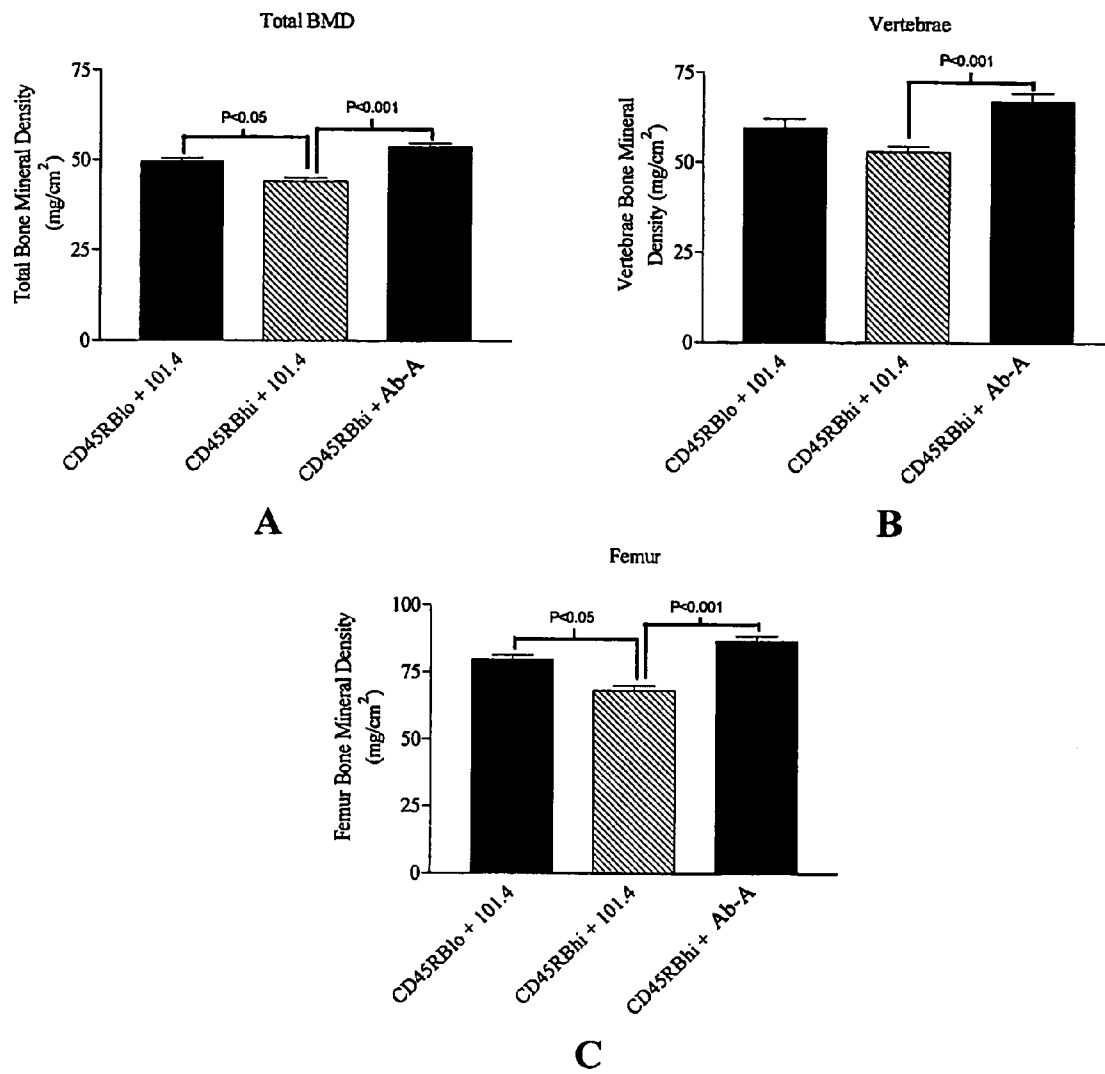 Total BMD
Total Bone Mineral Density
(mg/cm²)
75
50
25
0
P<0.05
P<0.001
CD45RBlo + 101.4
CD45RBhi + 101.4
CD45RBhi + Ab-A
A
Vertebrae
Vertebrae Bone Mineral
Density (mg/cm²)
75
50
25
0
P<0.001
CD45RBlo + 101.4
CD45RBhi + 101.4
CD45RBhi + Ab-A
B
Femur
Femur Bone Mineral Density
(mg/cm²)
100
75
50
25
0
P<0.05
P<0.001
CD45RBlo + 101.4
CD45RBhi + 101.4
CD45RBhi + Ab-A
C